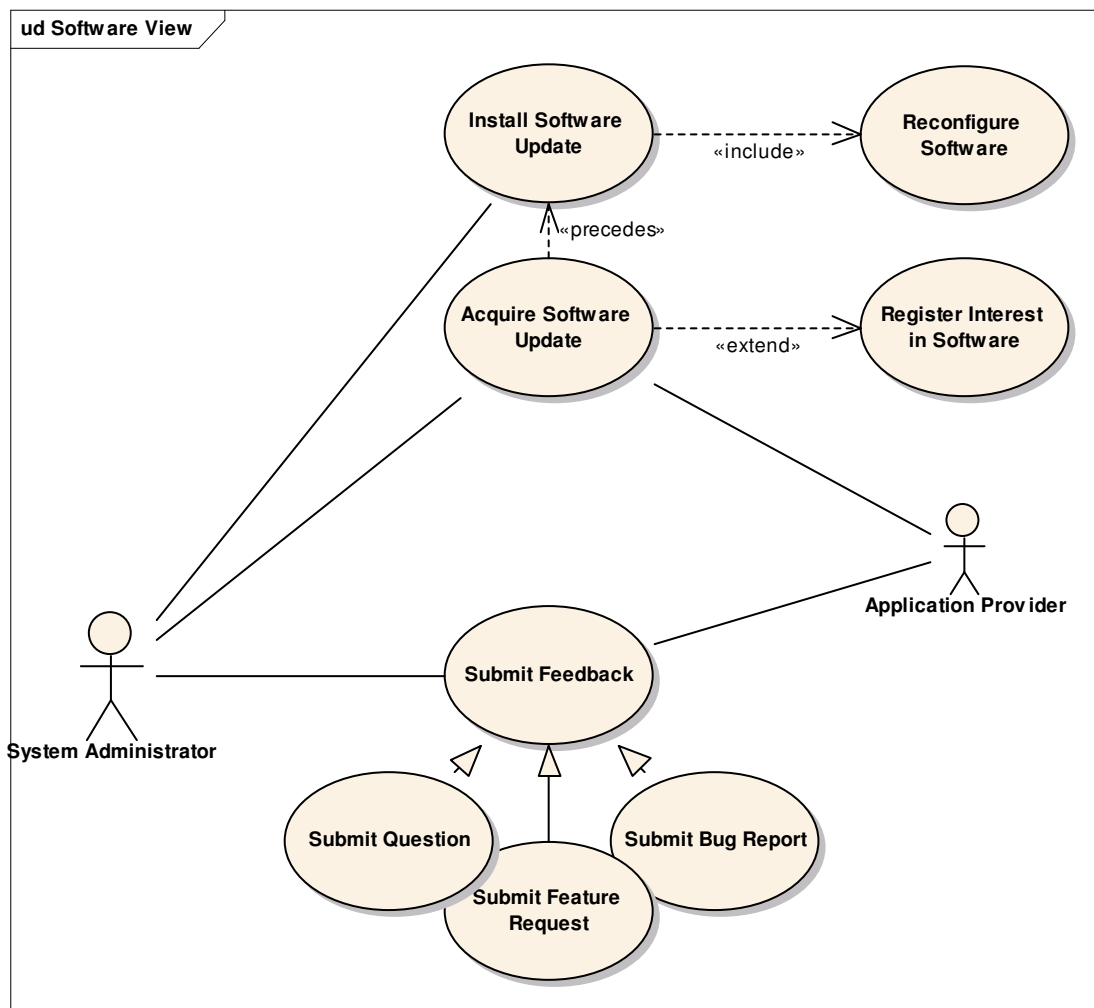 ud Software View
Install Software
Update
«include»
Reconfigure
Software
«precedes»
Acquire Software
Update
«extend»
Register Interest
in Software
Application Provider
Submit Feedback
System Administrator
Submit Question
Submit Bug Report
Submit Feature
Request